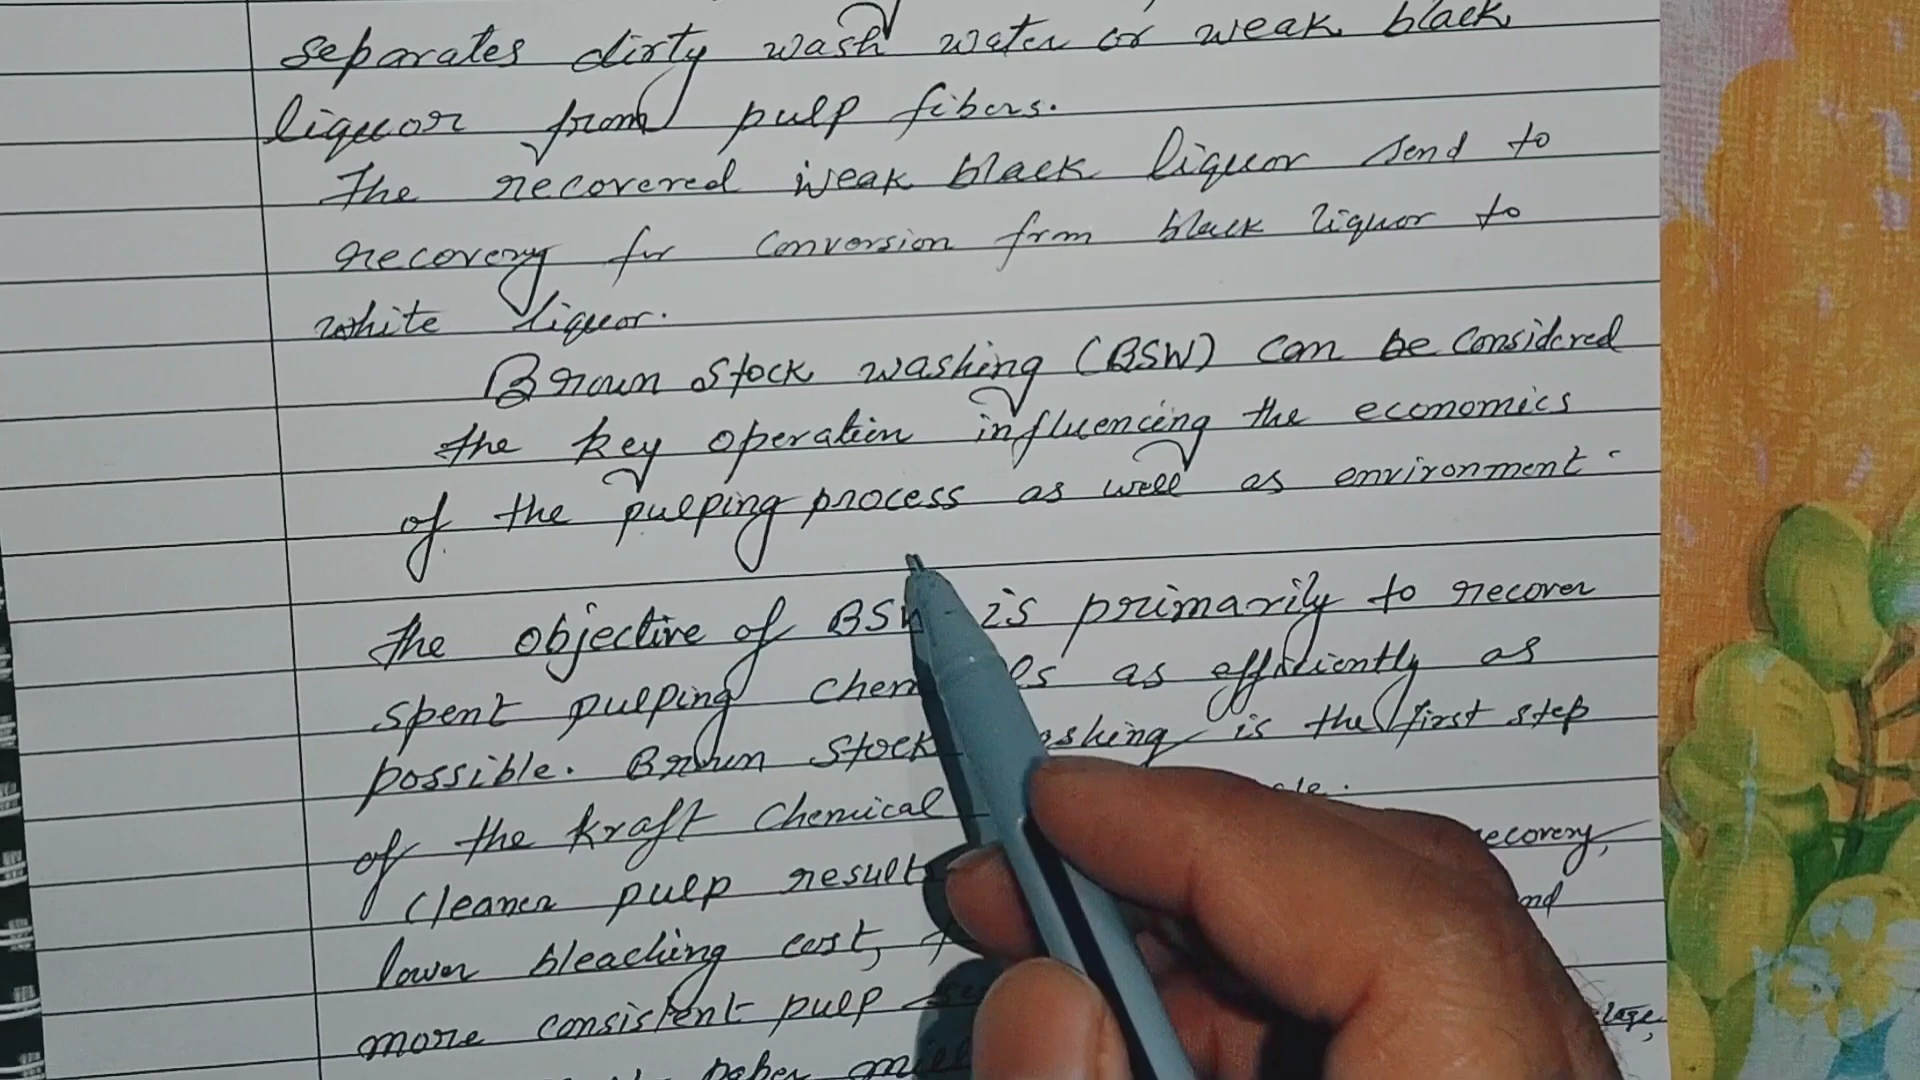 separates dirty wash water or weak black
liquor from pulp fibers.
The recovered weak black liquor send to
recovery for conversion from black liquor to
white liquor.
Brown stock washing (BSW) can be considered
the key operation influencing the economics
of the pulping process as well as environment.
The objective of BSW is primarily to recover
spent pulping as efficiently as
possible. Brown stock is the first step
of the kraft chemical
cleaner pulp results
lower bleaching cost,
more consistent pulp
paper